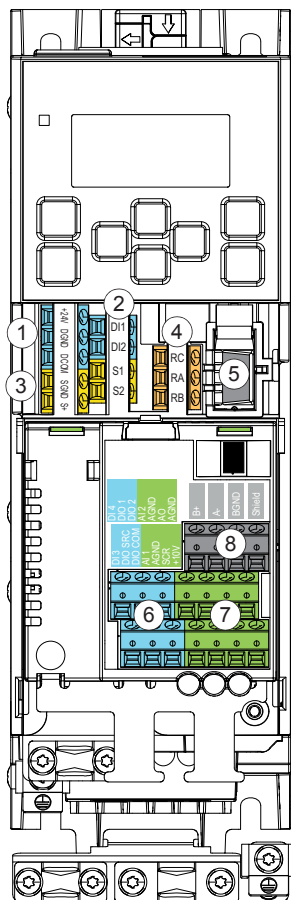 2
1
+24V
DGND
DCOM
DI1
DI2
4
3
SGND
S+
S1
S2
RC
RA
RB
5
DI 4
DIO 1
DIO 2
AI 2
AGND
AO
AGND
B+
A-
BGND
Shield
DI 3
DIO SRC
DIO COM
AI 1
AGND
SCR
+10V
8
6
7